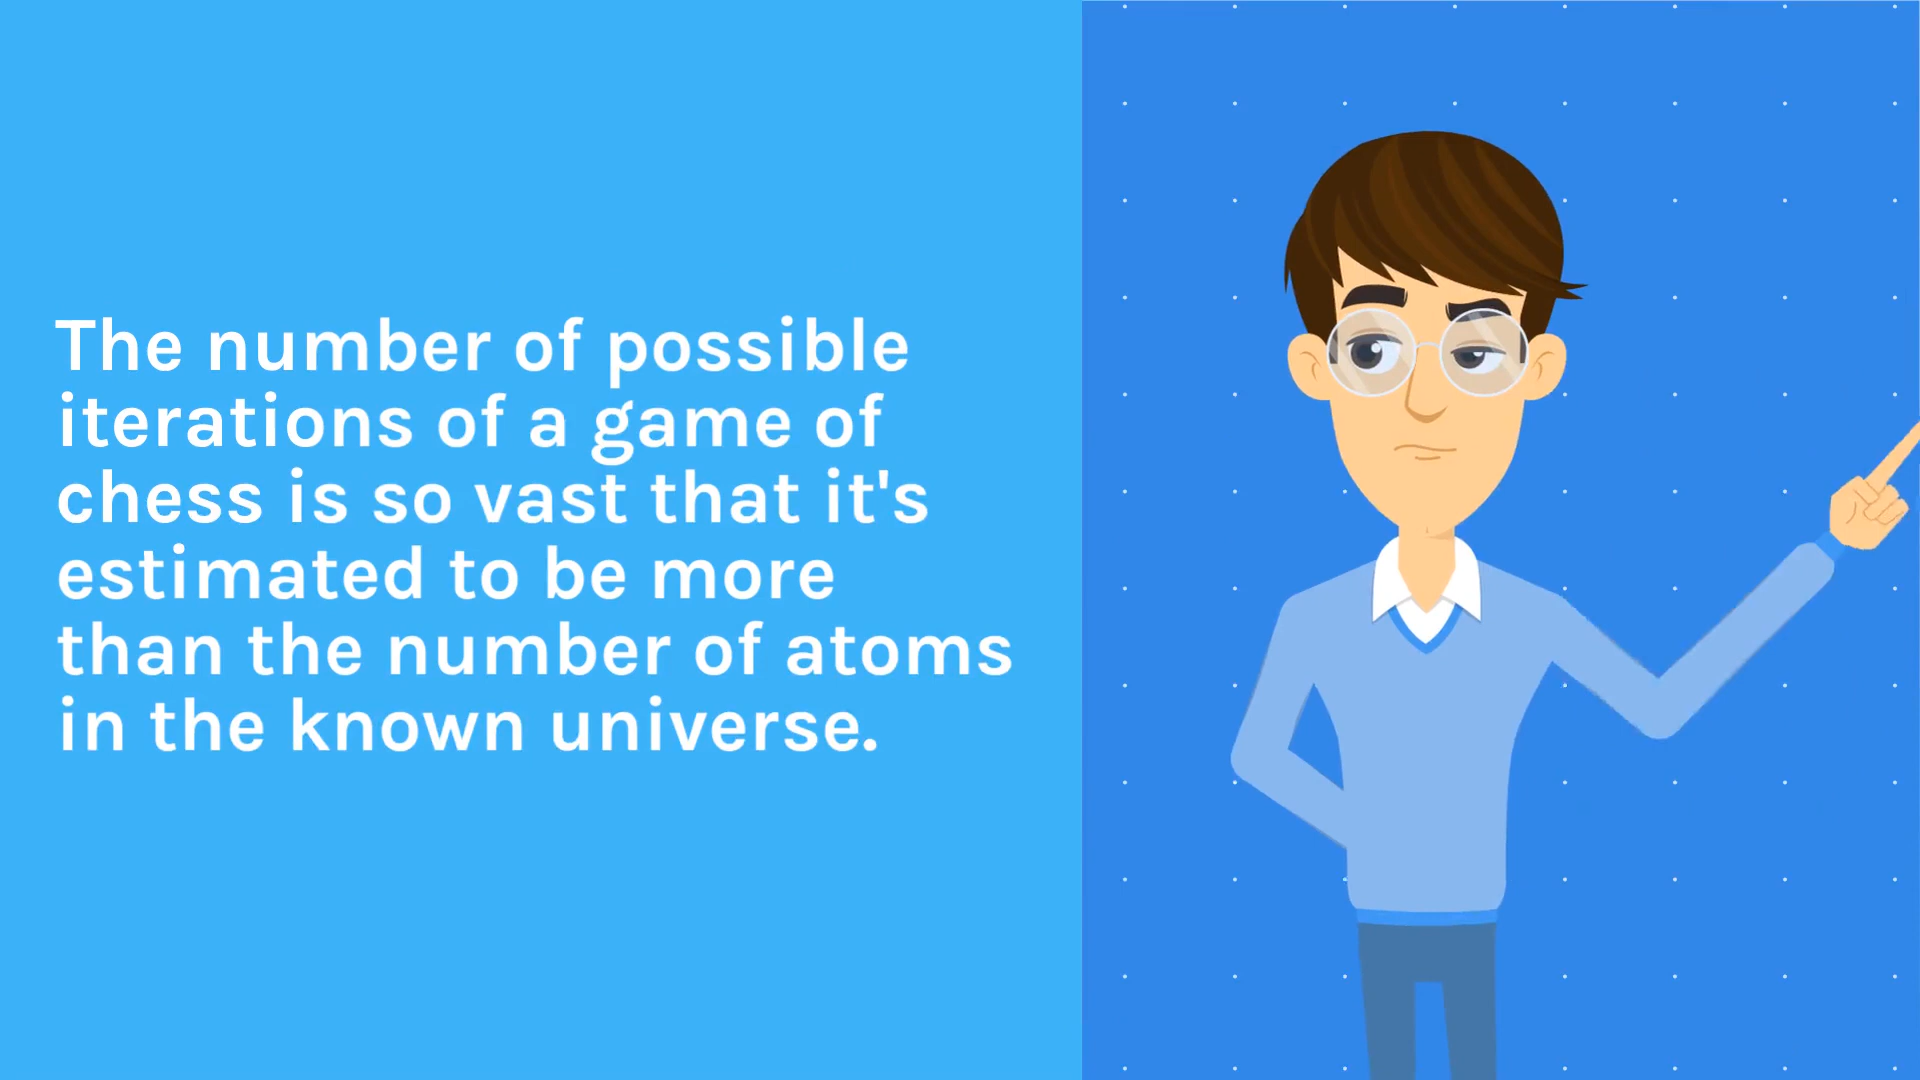 The number of possible
iterations of a game of
chess is so vast that it's
estimated to be more
than the number of atoms
in the known universe.